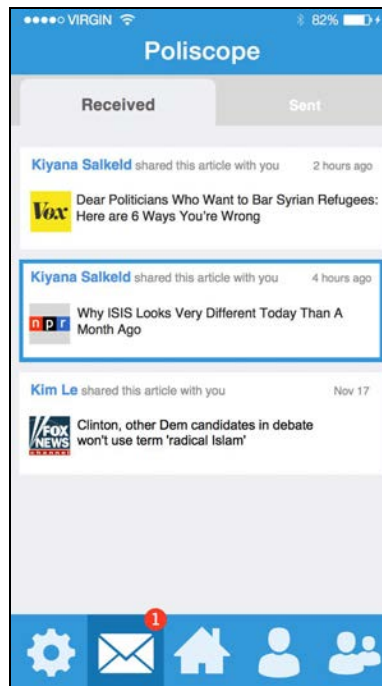 VIRGIN 82%
Poliscope
Received Sent
Kiyana Salkeld shared this article with you 2 hours ago
Vox Dear Politicians Who Want to Bar Syrian Refugees:
Here are 6 Ways You're Wrong
Kiyana Salkeld shared this article with you 4 hours ago
n p r Why ISIS Looks Very Different Today Than A
Month Ago
Kim Le shared this article with you Nov 17
FOX NEWS channel Clinton, other Dem candidates in debate
won't use term 'radical Islam'
1